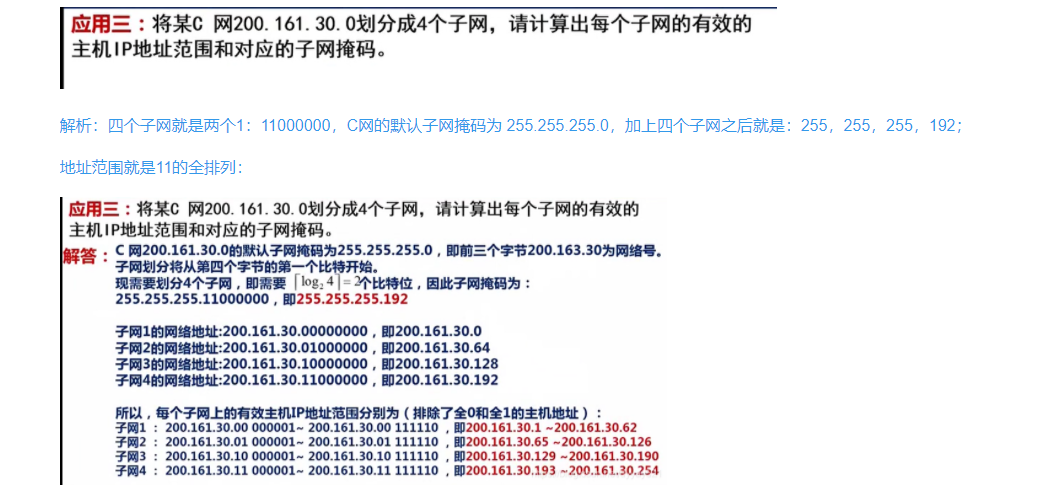 应用三：将某C 网200.161.30.0划分成4个子网，请计算出每个子网的有效的
主机IP地址范围和对应的子网掩码。
解析：四个子网就是两个1：11000000，C网的默认子网掩码为 255.255.255.0，加上四个子网之后就是：255，255，255，192；
地址范围就是11的全排列：
应用三：将某C 网200.161.30.0划分成4个子网，请计算出每个子网的有效的
主机IP地址范围和对应的子网掩码。
解答：C 网200.161.30.0的默认子网掩码为255.255.255.0，即前三个字节200.163.30为网络号。
子网划分将从第四个字节的第一个比特开始。
现需要划分4个子网，即需要 ⌈log₂ 4⌉=2个比特位，因此子网掩码为：
255.255.255.11000000，即255.255.255.192
子网1的网络地址:200.161.30.00000000，即200.161.30.0
子网2的网络地址:200.161.30.01000000，即200.161.30.64
子网3的网络地址:200.161.30.10000000，即200.161.30.128
子网4的网络地址:200.161.30.11000000，即200.161.30.192
所以，每个子网上的有效主机IP地址范围分别为（排除了全0和全1的主机地址）：
子网1 ： 200.161.30.00 000001~ 200.161.30.00 111110 ，即200.161.30.1 ~200.161.30.62
子网2 ： 200.161.30.01 000001~ 200.161.30.01 111110 ，即200.161.30.65 ~200.161.30.126
子网3 ： 200.161.30.10 000001~ 200.161.30.10 111110 ，即200.161.30.129 ~200.161.30.190
子网4 ： 200.161.30.11 000001~ 200.161.30.11 111110 ，即200.161.30.193 ~200.161.30.254